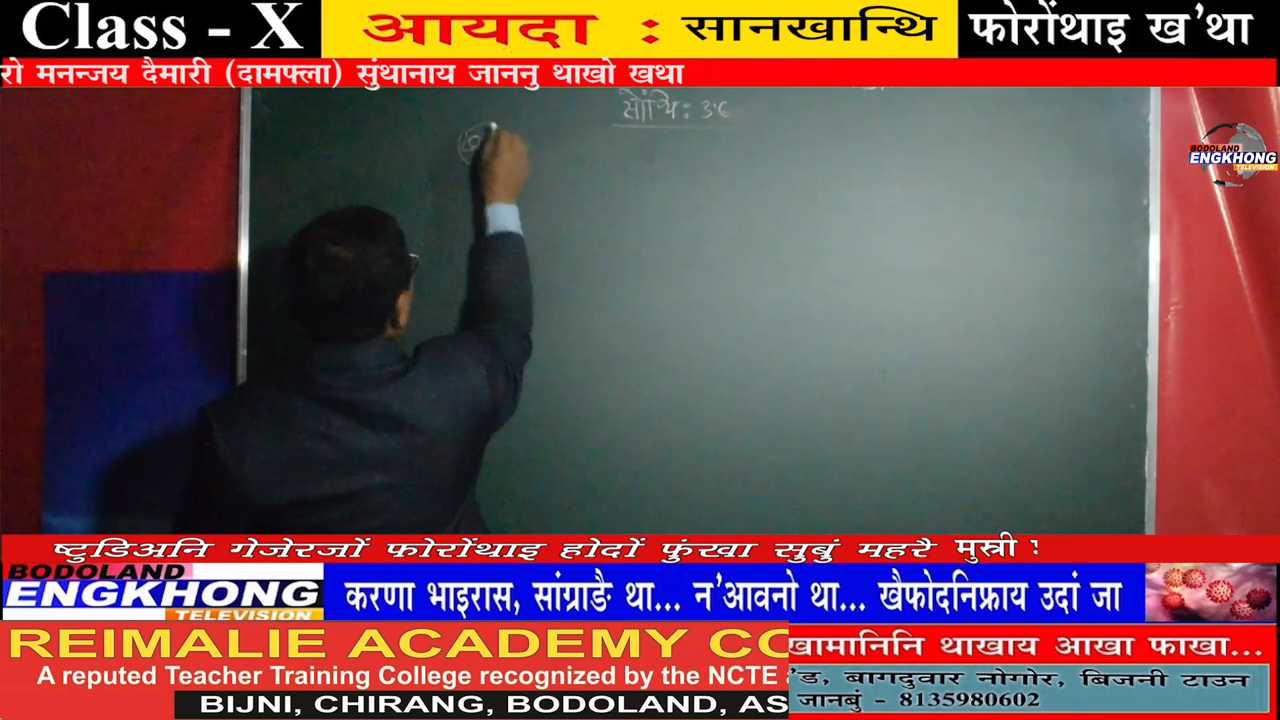 Class - X
आयदा : सानखान्थि
फोरोंथाइ ख'था
रो मनन्जय दैमारी (दामफ्ला) सुंथानाय जाननु थाखो खथा
सोंथि: ३.६
BODOLAND
ENGKHONG
TELEVISION
ष्टुडिअनि गेजेरजों फोरोंथाइ होदों फुंखा सुबुं महरै मुस्री
BODOLAND
ENGKHONG
TELEVISION
करणा भाइरास, सांग्राङै था... न'आवनो था... खैफोदनिफ्राय उदां जा
REIMALIE ACADEMY CO
खामानिनि थाखाय आखा फाखा...
A reputed Teacher Training College recognized by the NCTE
'ड, बागदुवार नोगोर, बिजनी टाउन
BIJNI, CHIRANG, BODOLAND, AS
जानबुं - 8135980602